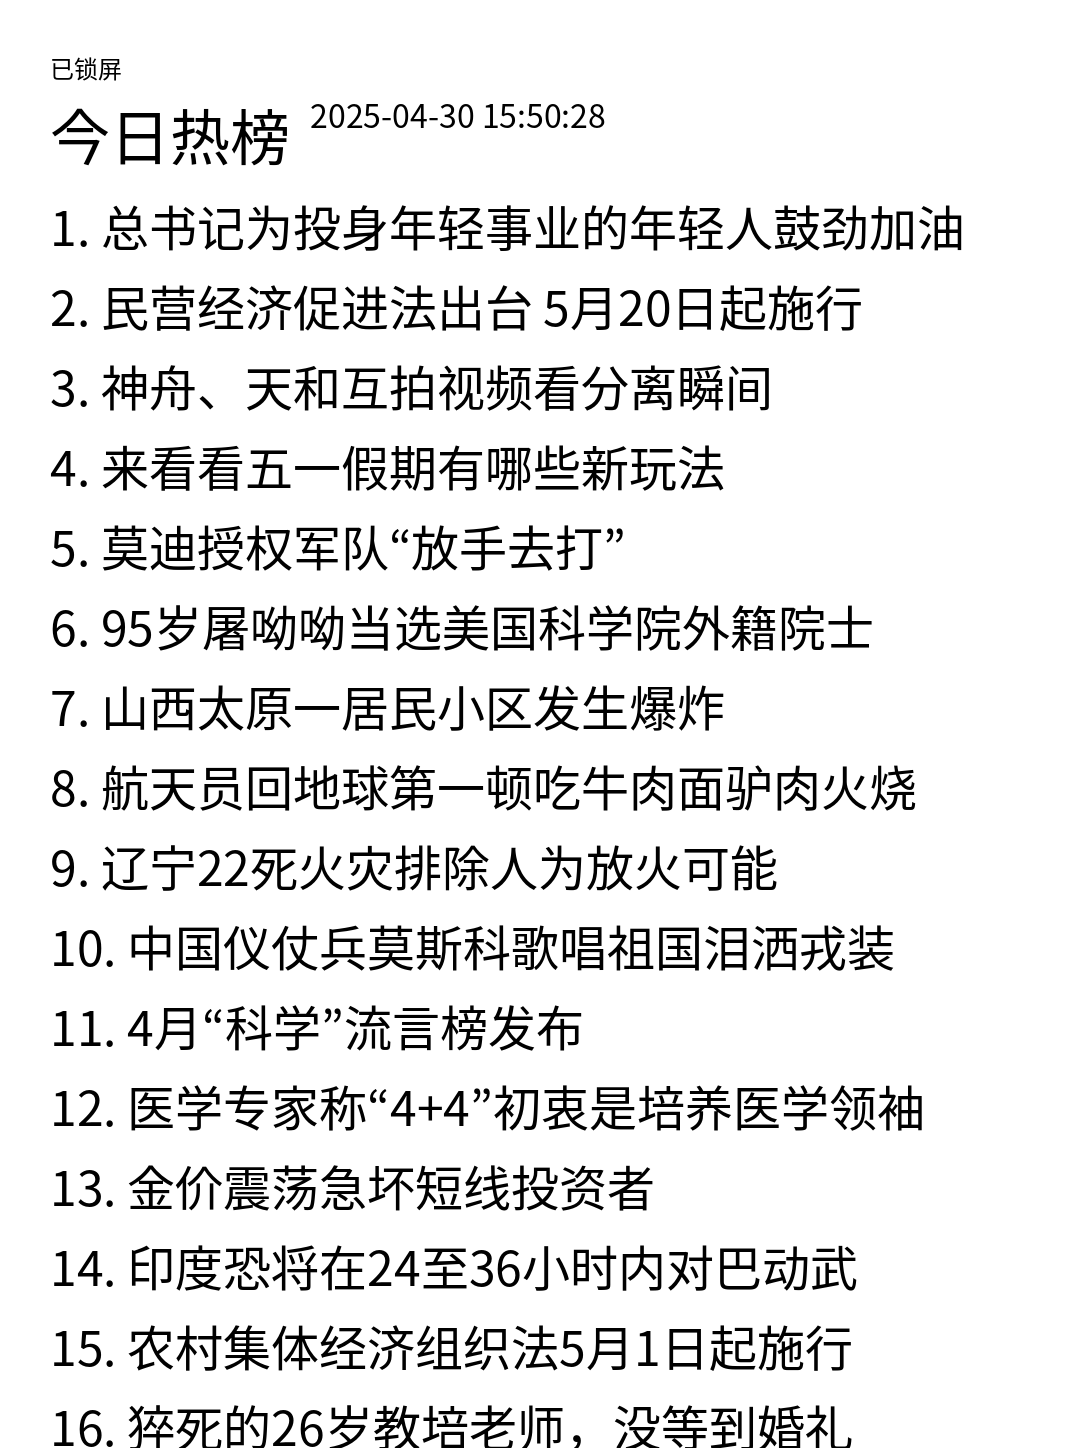 已锁屏
今日热榜 2025-04-30 15:50:28
1. 总书记为投身年轻事业的年轻人鼓劲加油
2. 民营经济促进法出台 5月20日起施行
3. 神舟、天和互拍视频看分离瞬间
4. 来看看五一假期有哪些新玩法
5. 莫迪授权军队“放手去打”
6. 95岁屠呦呦当选美国科学院外籍院士
7. 山西太原一居民小区发生爆炸
8. 航天员回地球第一顿吃牛肉面驴肉火烧
9. 辽宁22死火灾排除人为放火可能
10. 中国仪仗兵莫斯科歌唱祖国泪洒戎装
11. 4月“科学”流言榜发布
12. 医学专家称“4+4”初衷是培养医学领袖
13. 金价震荡急坏短线投资者
14. 印度恐将在24至36小时内对巴动武
15. 农村集体经济组织法5月1日起施行
16. 猝死的26岁教培老师，没等到婚礼